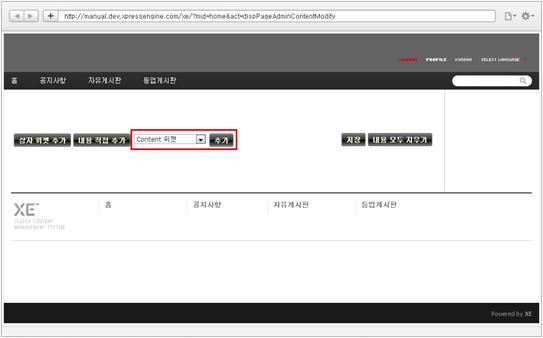 http://manual.dev.xpressengine.com/xe/?mid=home&act=dispPageAdminContentModify
LOGOUT PROFILE KOREAN SELECT LANGUAGE
홈 공지사항 자유게시판 등업게시판
상자 위젯 추가 내용 직접 추가 Content 위젯 추가 저장 내용 모두 지우기
XE™ 홈 공지사항 자유게시판 등업게시판
CLEVER CONTENT
MANAGEMENT SYSTEM
Powered by XE